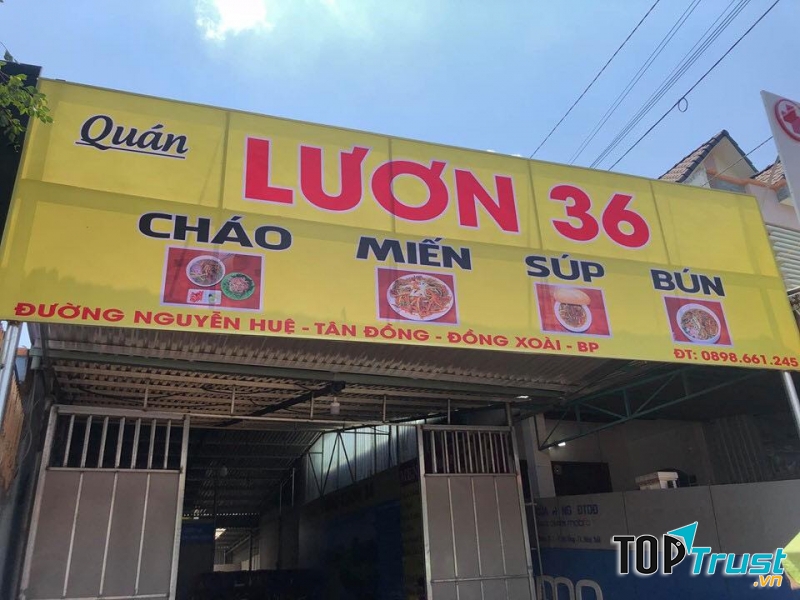 Quán
LƯƠN 36
CHÁO MIẾN SÚP BÚN
ĐƯỜNG NGUYỄN HUỆ - TÂN ĐỒNG - ĐỒNG XOÀI - BP
ĐT: 0898.661.245
TOPTrust.vn